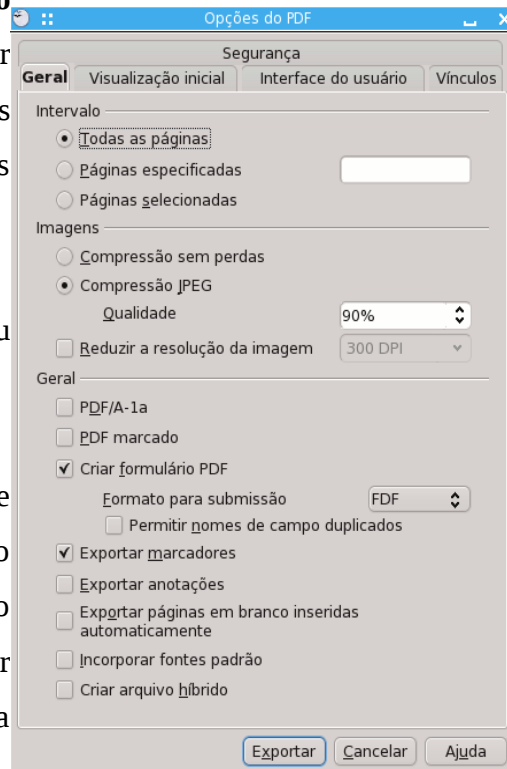 Opções do PDF
Segurança
Geral Visualização inicial Interface do usuário Vínculos
Intervalo
Todas as páginas
Páginas especificadas
Páginas selecionadas
Imagens
Compressão sem perdas
Compressão JPEG
Qualidade 90%
Reduzir a resolução da imagem 300 DPI
Geral
PDF/A-1a
PDF marcado
Criar formulário PDF
Formato para submissão FDF
Permitir nomes de campo duplicados
Exportar marcadores
Exportar anotações
Exportar páginas em branco inseridas
automaticamente
Incorporar fontes padrão
Criar arquivo híbrido
Exportar Cancelar Ajuda